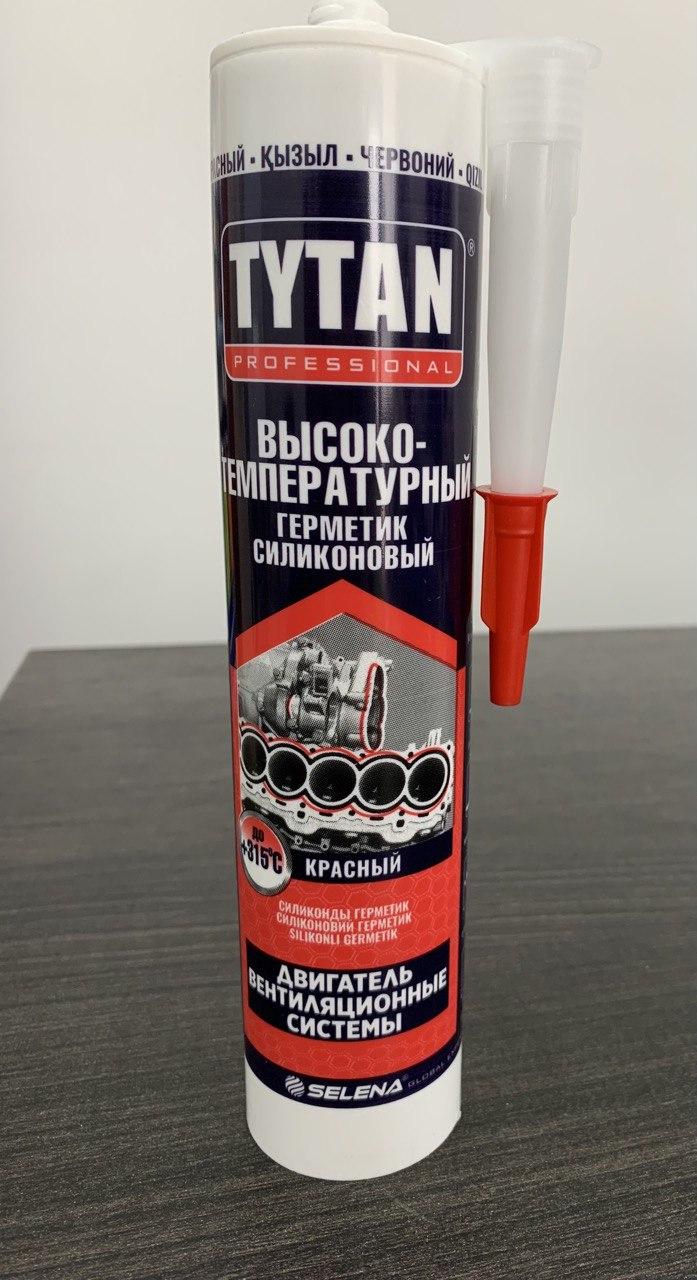 · ҚЫЗЫЛ · ЧЕРВОНИЙ ·
TYTAN®
PROFESSIONAL
ВЫСОКО-
ТЕМПЕРАТУРНЫЙ
ГЕРМЕТИК
СИЛИКОНОВЫЙ
ДО
+315°C
КРАСНЫЙ
СИЛИКОНДЫ ГЕРМЕТИК
СИЛІКОНОВИЙ ГЕРМЕТИК
SILIKONLI GERMETIK
ДВИГАТЕЛЬ
ВЕНТИЛЯЦИОННЫЕ
СИСТЕМЫ
SELENA® GLOBAL